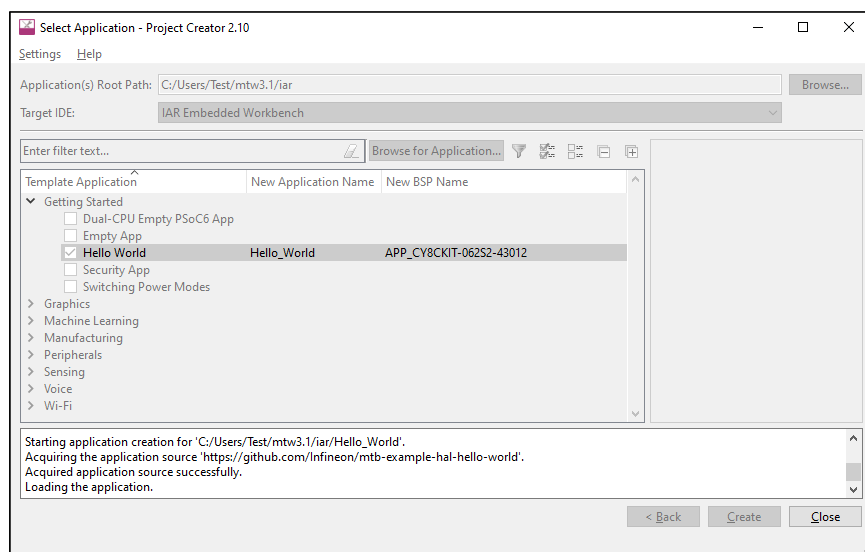 Select Application - Project Creator 2.10
Settings Help
Application(s) Root Path: C:/Users/Test/mtw3.1/iar Browse...
Target IDE: IAR Embedded Workbench
Enter filter text... Browse for Application...
Template Application New Application Name New BSP Name
Getting Started
Dual-CPU Empty PSoC6 App
Empty App
Hello World Hello_World APP_CY8CKIT-062S2-43012
Security App
Switching Power Modes
Graphics
Machine Learning
Manufacturing
Peripherals
Sensing
Voice
Wi-Fi
Starting application creation for 'C:/Users/Test/mtw3.1/iar/Hello_World'.
Acquiring the application source 'https://github.com/Infineon/mtb-example-hal-hello-world'.
Acquired application source successfully.
Loading the application.
< Back Create Close